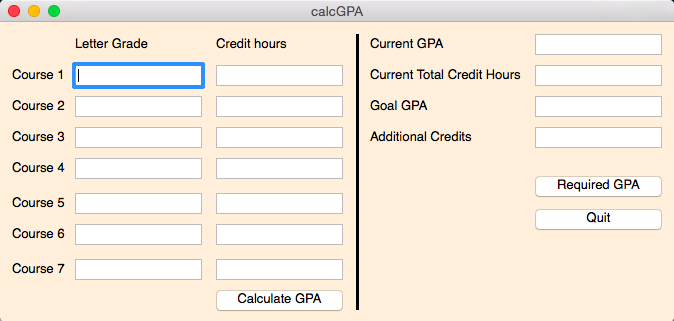 calcGPA
Letter Grade Credit hours
Course 1
Course 2
Course 3
Course 4
Course 5
Course 6
Course 7
Calculate GPA
Current GPA
Current Total Credit Hours
Goal GPA
Additional Credits
Required GPA
Quit